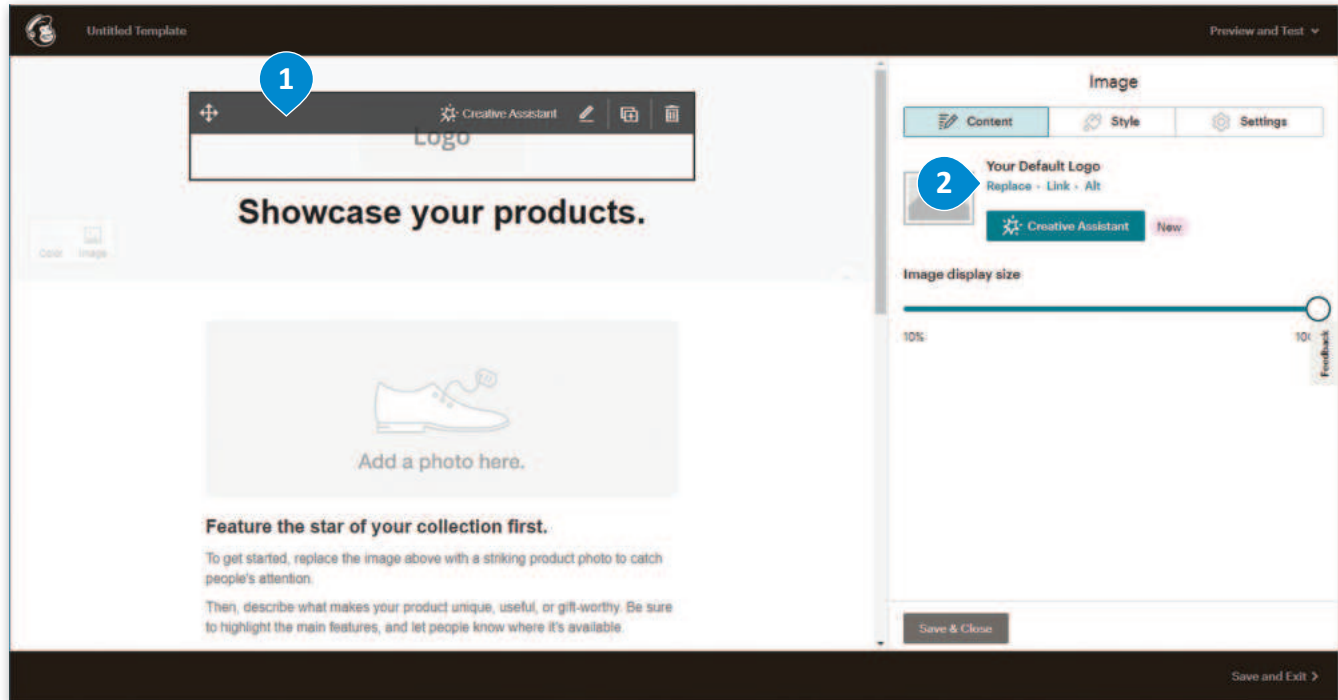 Untitled Template
Preview and Test
1
Creative Assistant
Logo
Showcase your products.
Color Image
Add a photo here.
Feature the star of your collection first.
To get started, replace the image above with a striking product photo to catch
people's attention.
Then, describe what makes your product unique, useful, or gift-worthy. Be sure
to highlight the main features, and let people know where it's available.
Image
Content Style Settings
Your Default Logo
2
Replace · Link · Alt
Creative Assistant New
Image display size
10%
Feedback
Save & Close
Save and Exit